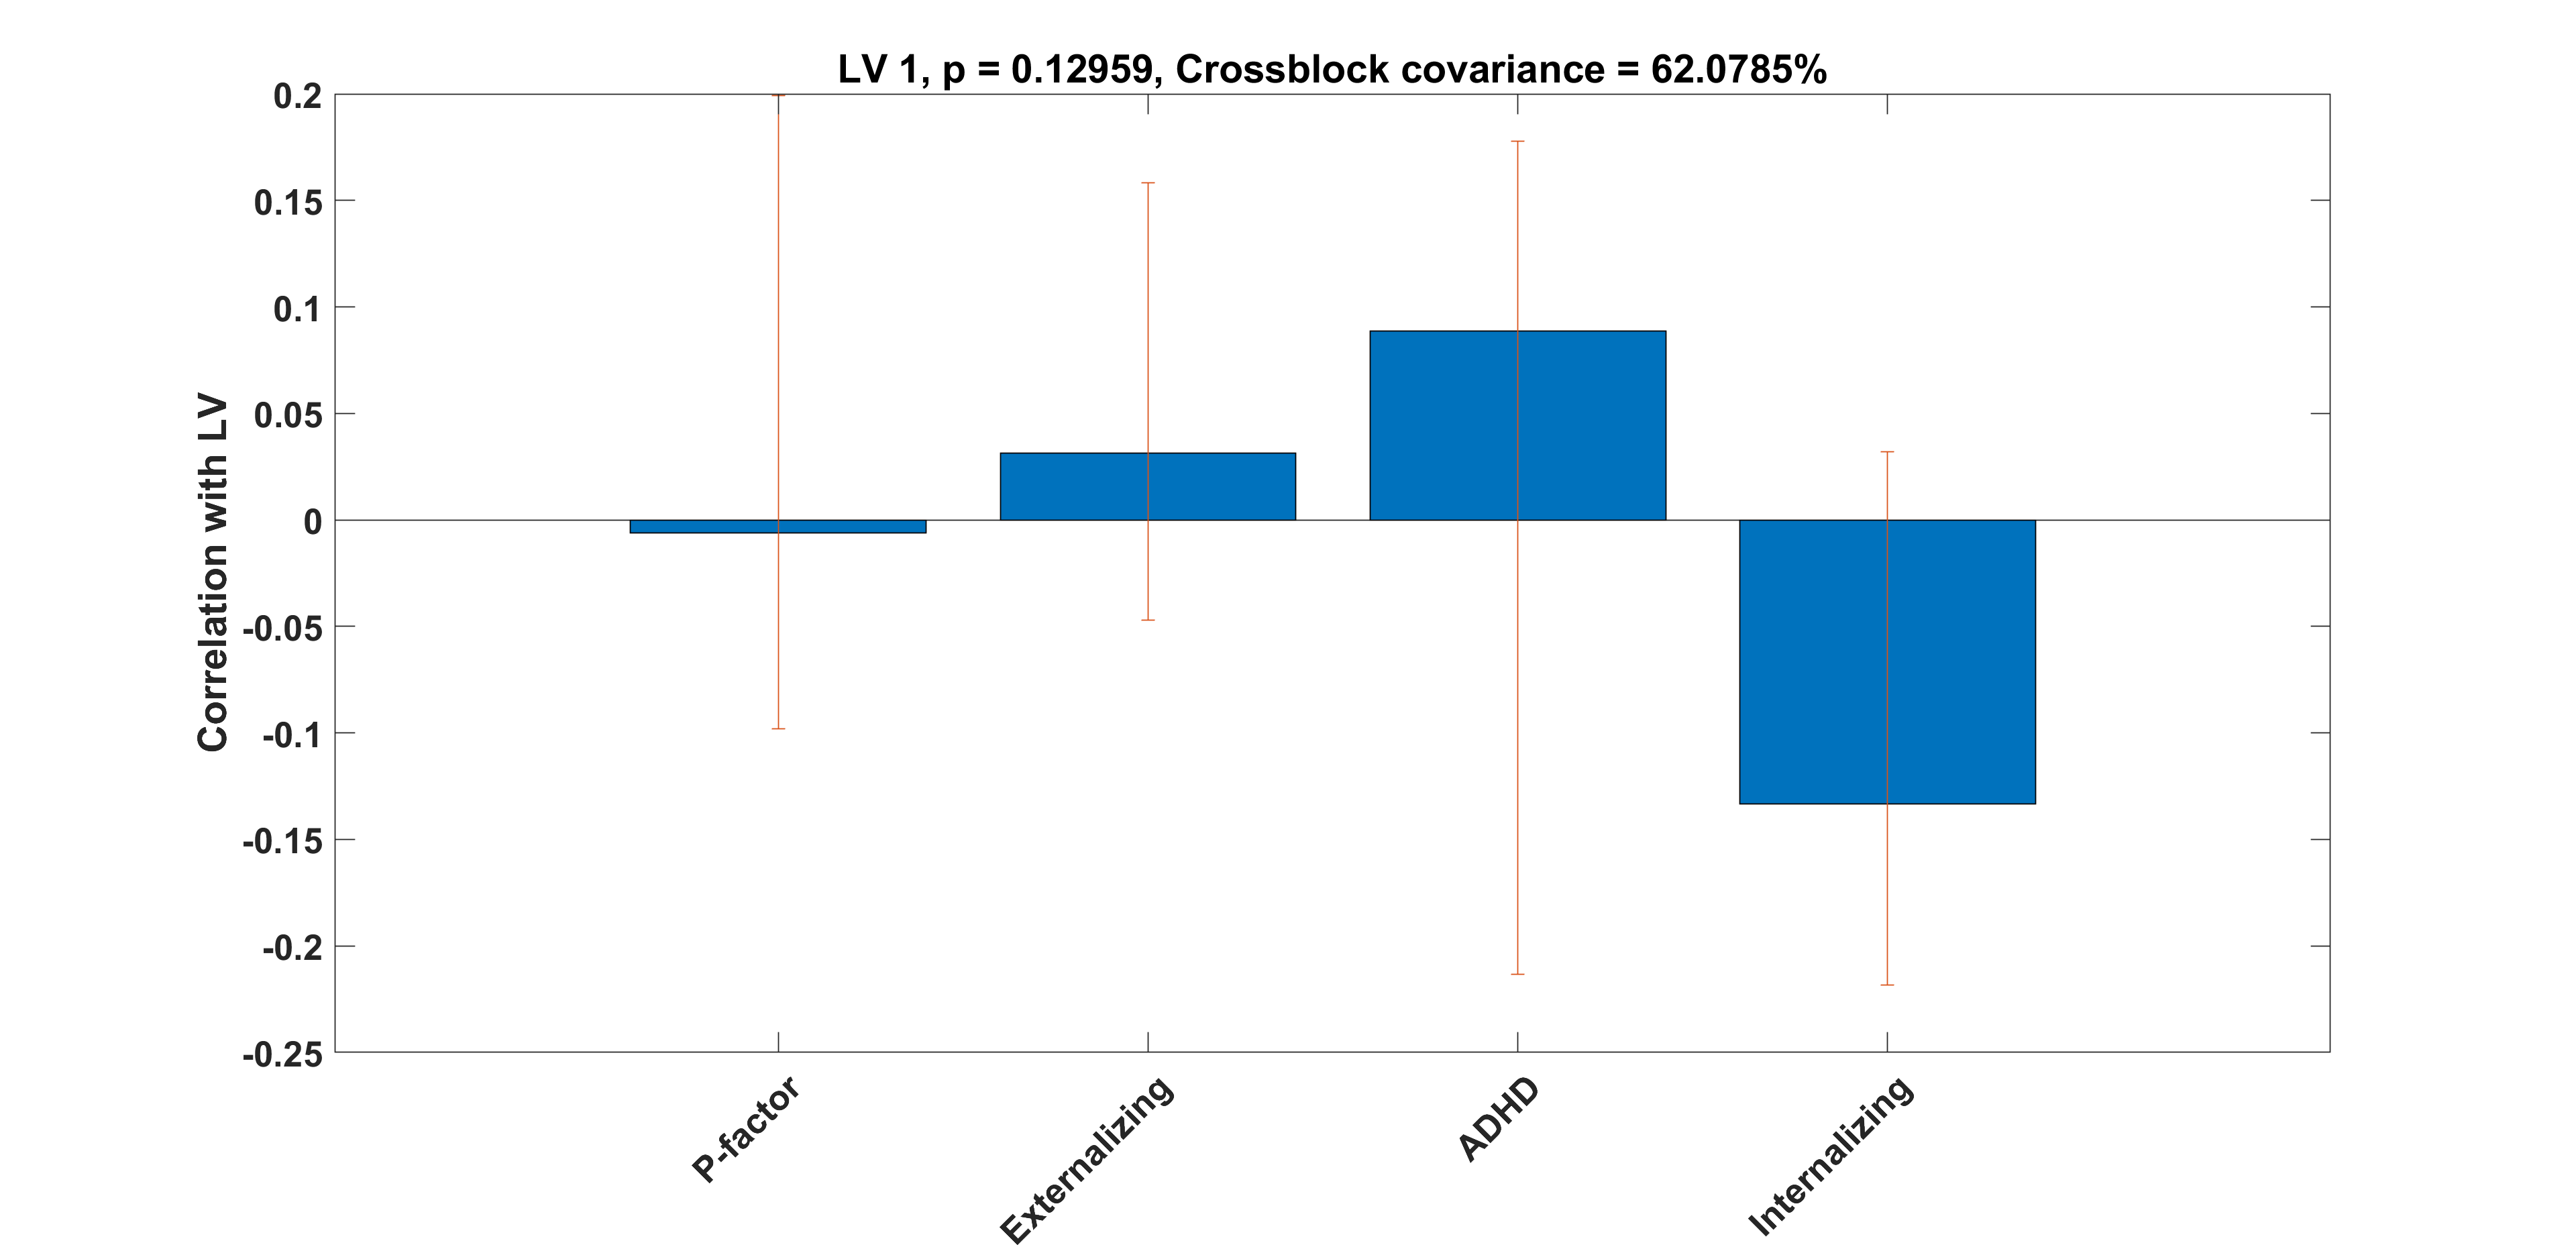 LV 1, p = 0.12959, Crossblock covariance = 62.0785%
Correlation with LV
0.2
0.15
0.1
0.05
0
-0.05
-0.1
-0.15
-0.2
-0.25
P-factor
Externalizing
ADHD
Internalizing